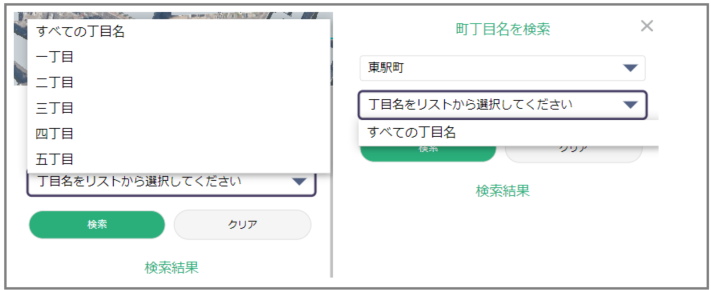 すべての丁目名
一丁目
二丁目
三丁目
四丁目
五丁目
丁目名をリストから選択してください
検索
クリア
検索結果
町丁目名を検索
東駅町
丁目名をリストから選択してください
すべての丁目名
検索
クリア
検索結果